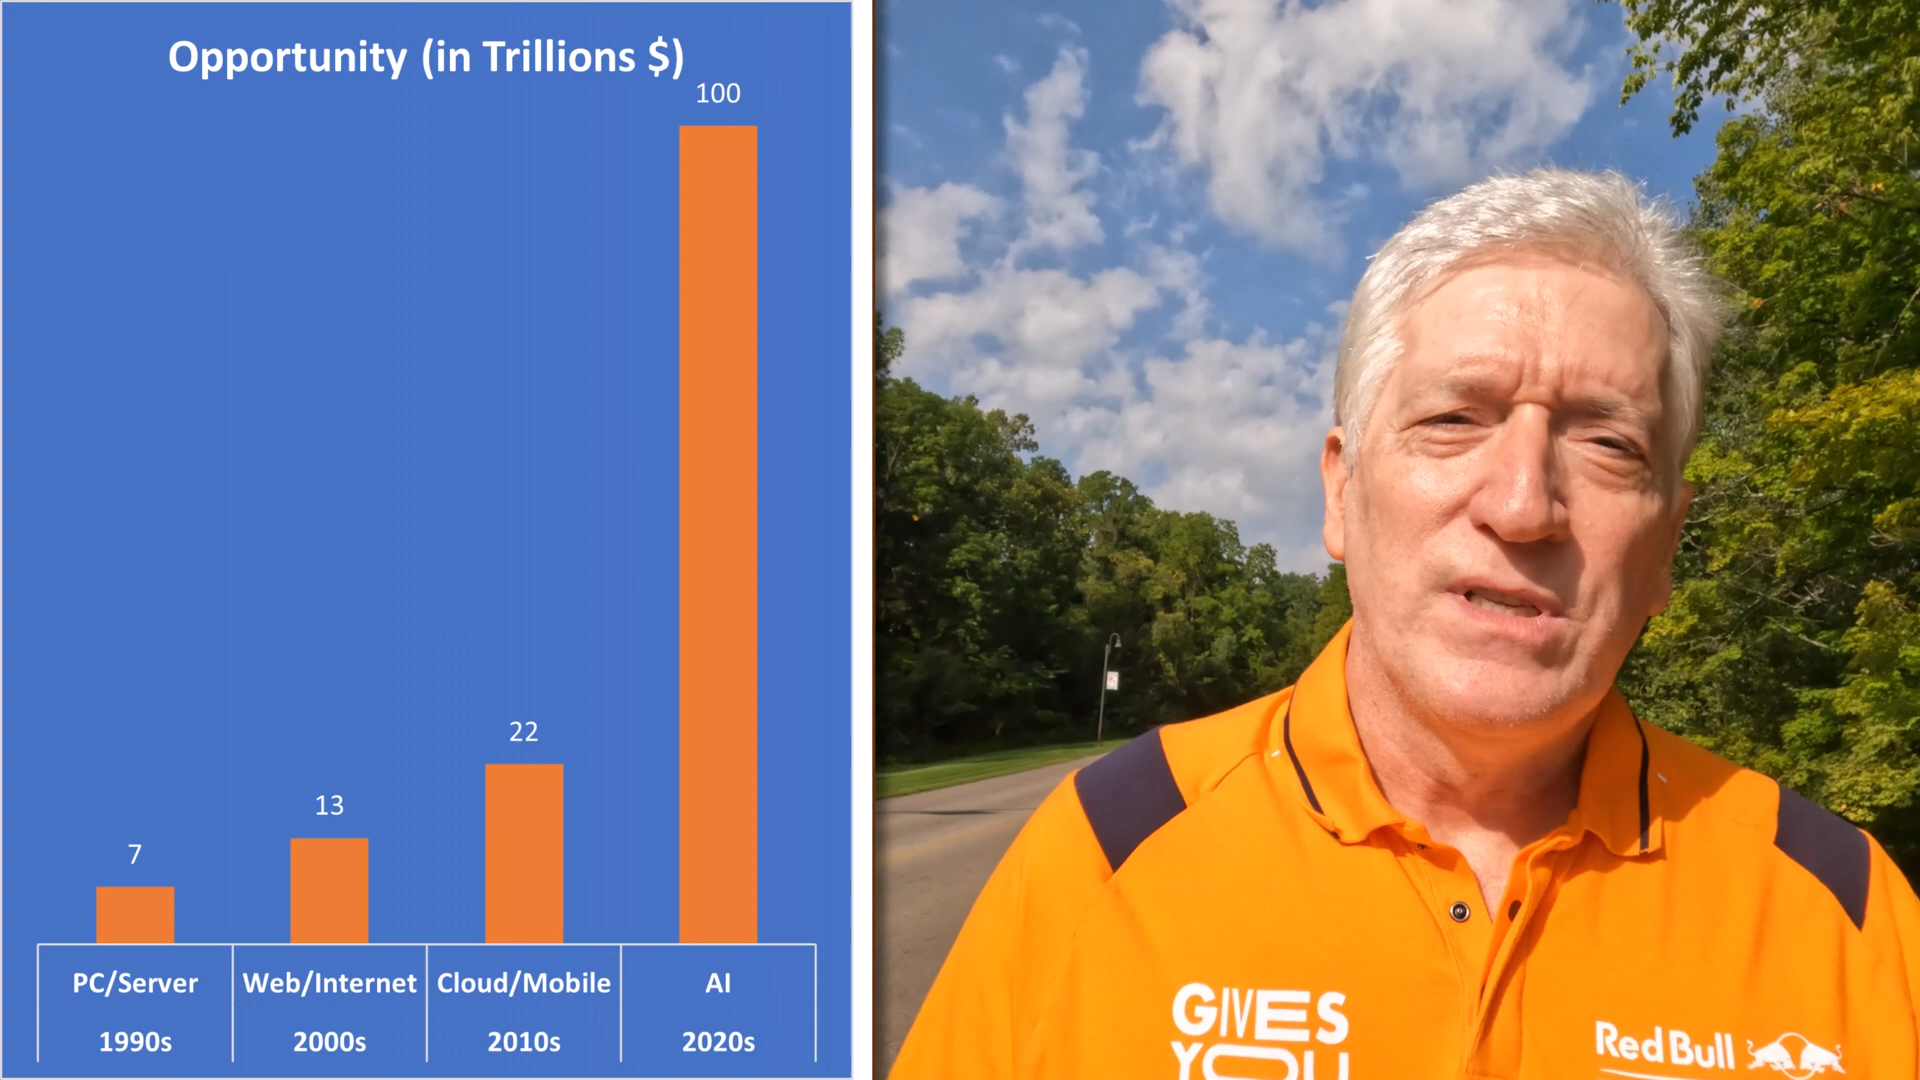 Opportunity (in Trillions $)
100
22
13
7
PC/Server
Web/Internet
Cloud/Mobile
AI
1990s
2000s
2010s
2020s
GIVES
YOU
Red Bull